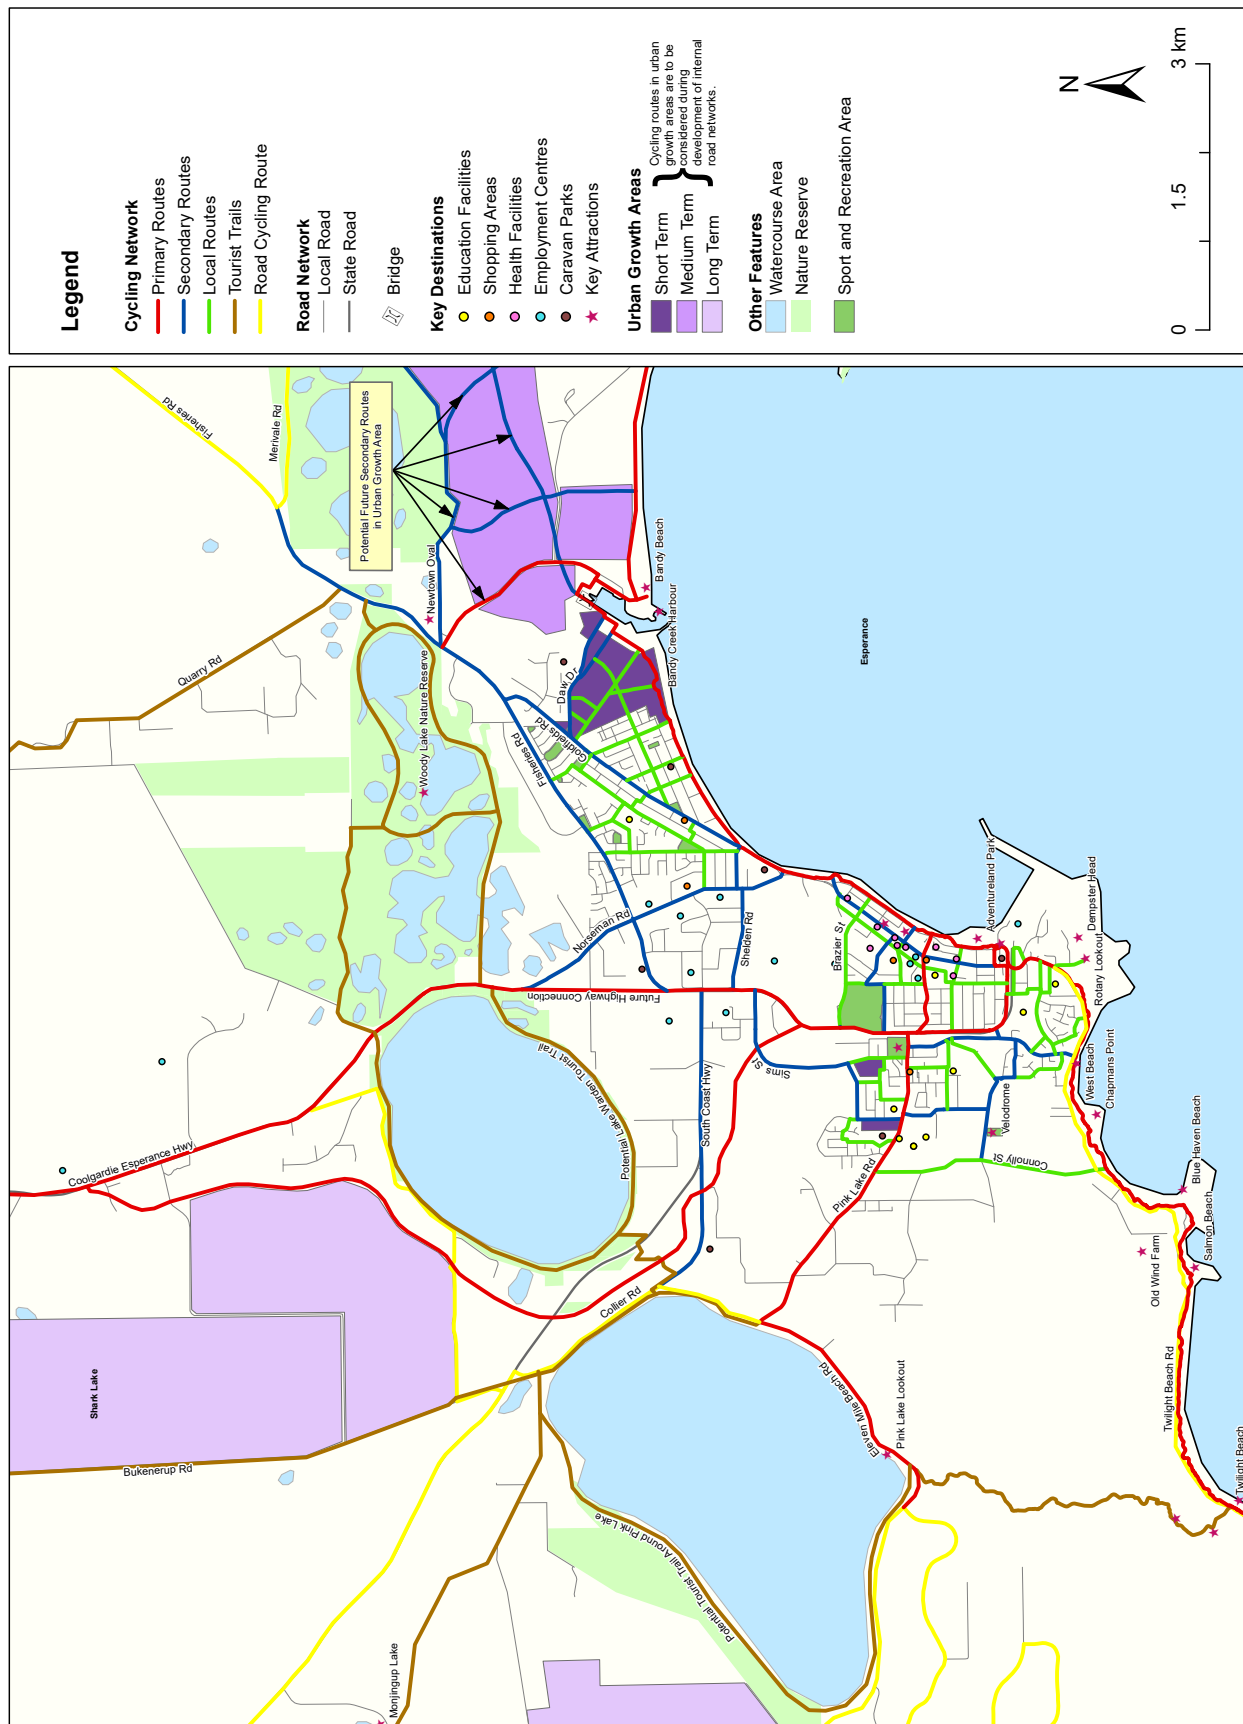 Legend
Cycling Network
Primary Routes
Secondary Routes
Local Routes
Tourist Trails
Road Cycling Route
Road Network
Local Road
State Road
Bridge
Key Destinations
Education Facilities
Shopping Areas
Health Facilities
Employment Centres
Caravan Parks
Key Attractions
Urban Growth Areas
Short Term
Medium Term
Long Term
Cycling routes in urban
growth areas are to be
considered during
development of internal
road networks.
Other Features
Watercourse Area
Nature Reserve
Sport and Recreation Area
N
0
1.5
3 km
Fisheries Rd
Merivale Rd
Potential Future Secondary Routes
in Urban Growth Area
Newtown Oval
Bandy Beach
Bandy Creek Harbour
Esperance
Quarry Rd
Woody Lake Nature Reserve
Daw Dr
Goldfields Rd
Fisheries Rd
Norseman Rd
Shelden Rd
Brazier St
Adventureland Park
Dempster Head
Rotary Lookout
Future Highway Connection
Potential Lake Warden Tourist Trail
South Coast Hwy
Sims St
West Beach
Chapmans Point
Velodrome
Connolly St
Blue Haven Beach
Salmon Beach
Old Wind Farm
Coolgardie Esperance Hwy
Pink Lake Rd
Collier Rd
Shark Lake
Bukenerup Rd
Eleven Mile Beach Rd
Pink Lake Lookout
Twilight Beach Rd
Twilight Beach
Potential Tourist Trail Around Pink Lake
Monjingup Lake